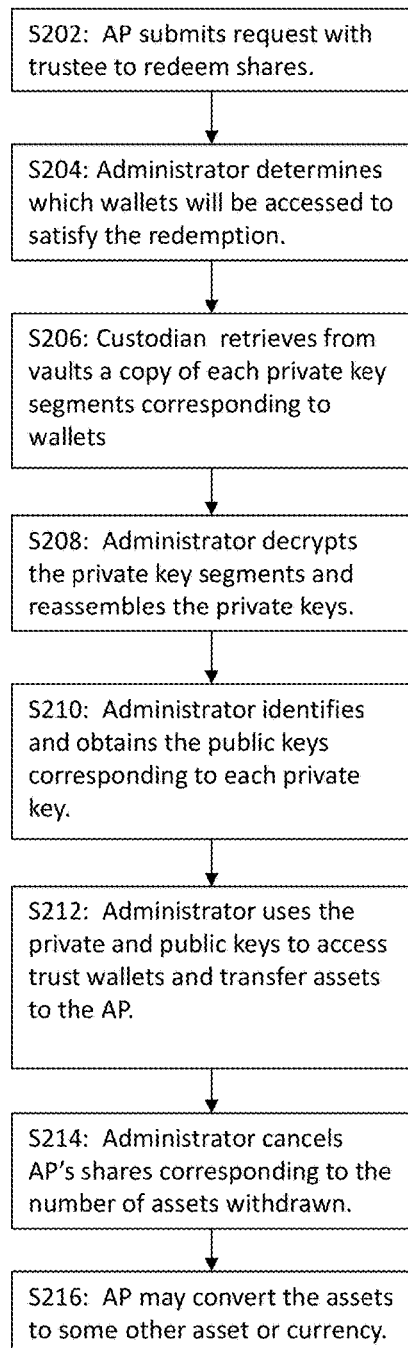 S202: AP submits request with
trustee to redeem shares.
S204: Administrator determines
which wallets will be accessed to
satisfy the redemption.
S206: Custodian retrieves from
vaults a copy of each private key
segments corresponding to
wallets
S208: Administrator decrypts
the private key segments and
reassembles the private keys.
S210: Administrator identifies
and obtains the public keys
corresponding to each private
key.
S212: Administrator uses the
private and public keys to access
trust wallets and transfer assets
to the AP.
S214: Administrator cancels
AP's shares corresponding to the
number of assets withdrawn.
S216: AP may convert the assets
to some other asset or currency.